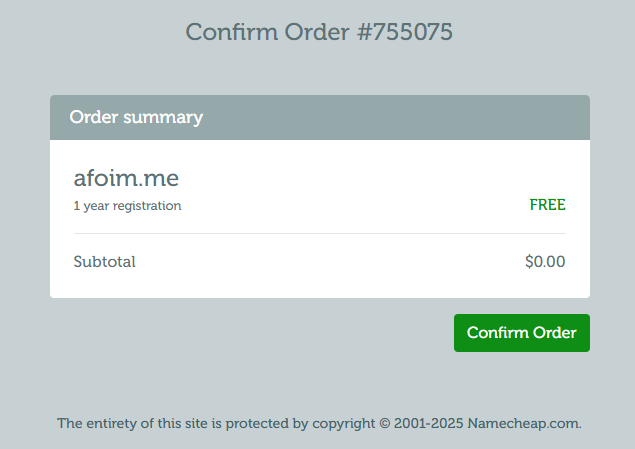 Confirm Order #755075
Order summary
afoim.me
1 year registration
FREE
Subtotal
$0.00
Confirm Order
The entirety of this site is protected by copyright © 2001-2025 Namecheap.com.